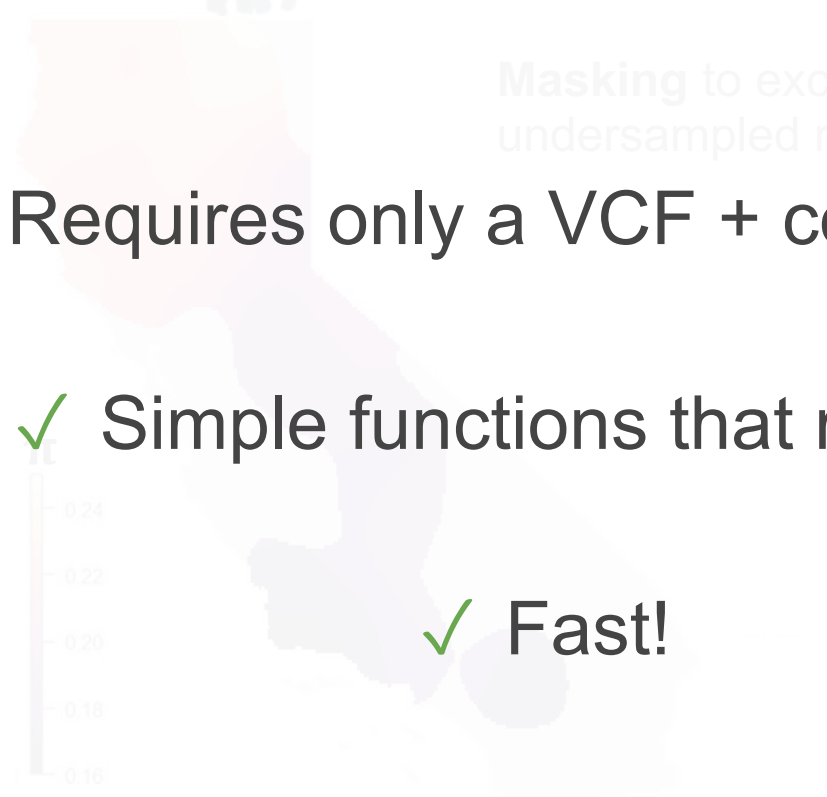 Masking to exc
undersampled r
Requires only a VCF + co
✓ Simple functions that r
π
0.24
0.22
0.20
✓ Fast!
0.18
0.16